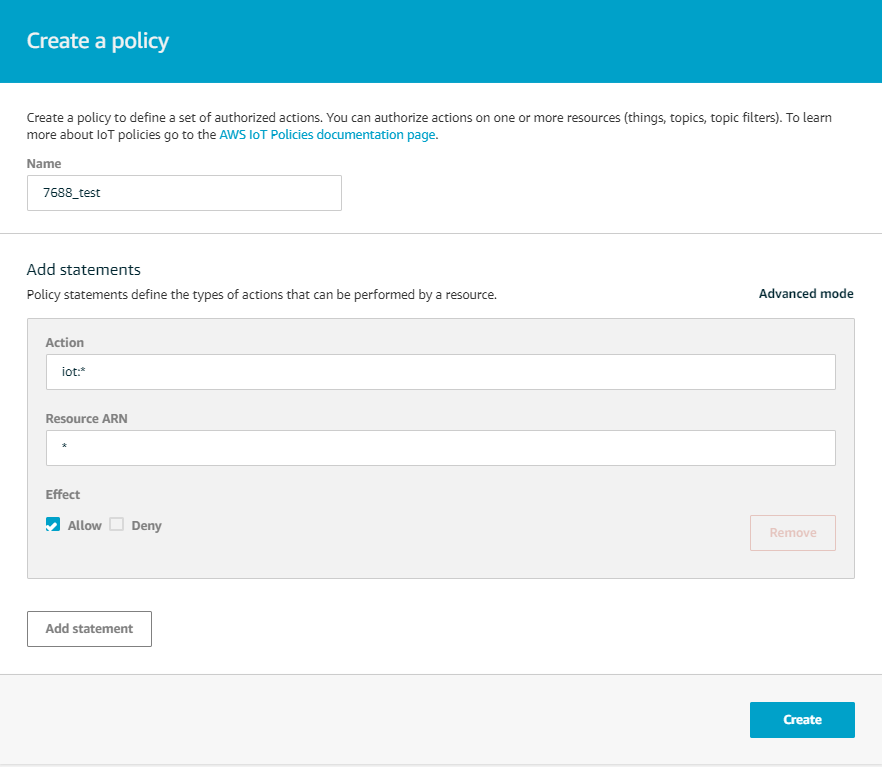 Create a policy
Create a policy to define a set of authorized actions. You can authorize actions on one or more resources (things, topics, topic filters). To learn
more about IoT policies go to the AWS IoT Policies documentation page.
Name
7688_test
Add statements
Policy statements define the types of actions that can be performed by a resource.
Advanced mode
Action
iot:*
Resource ARN
*
Effect
Allow Deny
Remove
Add statement
Create